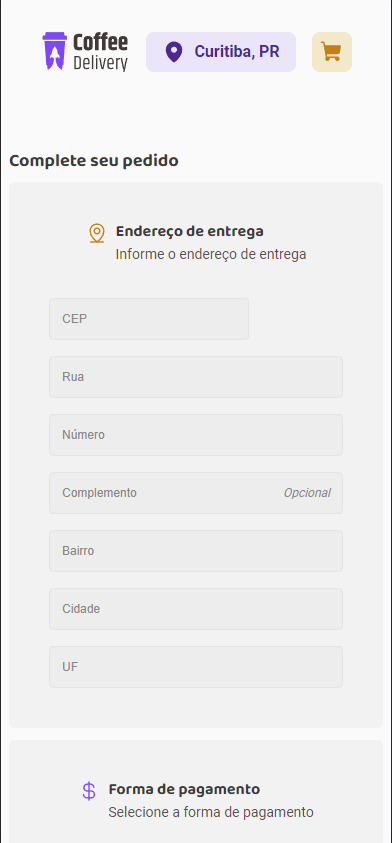 Coffee
Delivery
Curitiba, PR
Complete seu pedido
Endereço de entrega
Informe o endereço de entrega
CEP
Rua
Número
Complemento Opcional
Bairro
Cidade
UF
Forma de pagamento
Selecione a forma de pagamento